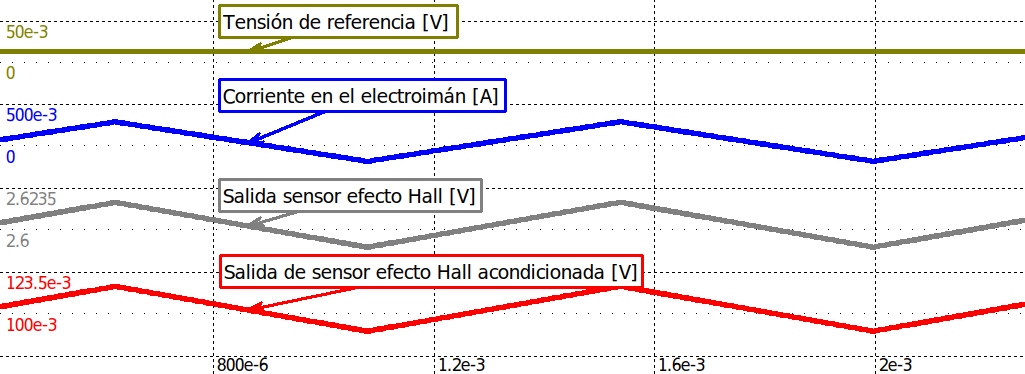 Tensión de referencia [V]
50e-3
0
Corriente en el electroimán [A]
500e-3
0
Salida sensor efecto Hall [V]
2.6235
2.6
Salida de sensor efecto Hall acondicionada [V]
123.5e-3
100e-3
800e-6 1.2e-3 1.6e-3 2e-3